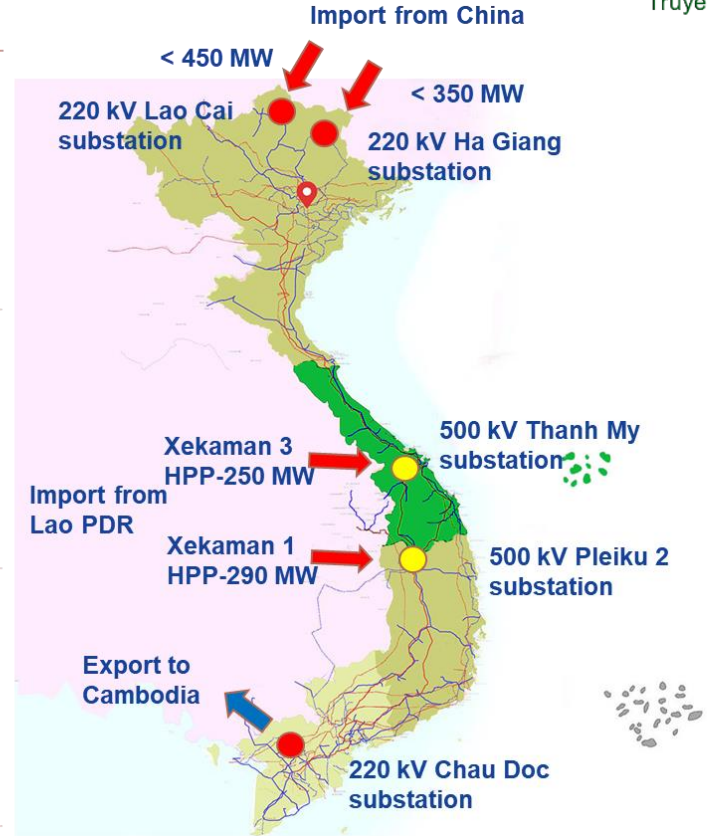 Truye
Import from China
< 450 MW
< 350 MW
220 kV Lao Cai
substation
220 kV Ha Giang
substation
500 kV Thanh My
substation
Xekaman 3
HPP-250 MW
Import from
Lao PDR
Xekaman 1
HPP-290 MW
500 kV Pleiku 2
substation
Export to
Cambodia
220 kV Chau Doc
substation